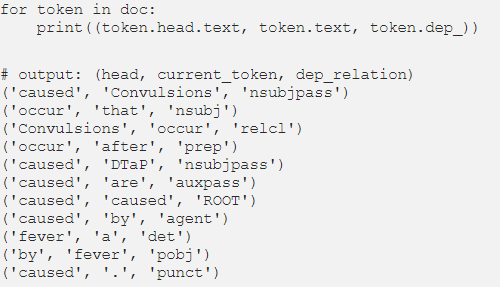 for token in doc:
    print((token.head.text, token.text, token.dep_))
# output: (head, current_token, dep_relation)
('caused', 'Convulsions', 'nsubjpass')
('occur', 'that', 'nsubj')
('Convulsions', 'occur', 'relcl')
('occur', 'after', 'prep')
('caused', 'DTaP', 'nsubjpass')
('caused', 'are', 'auxpass')
('caused', 'caused', 'ROOT')
('caused', 'by', 'agent')
('fever', 'a', 'det')
('by', 'fever', 'pobj')
('caused', '.', 'punct')